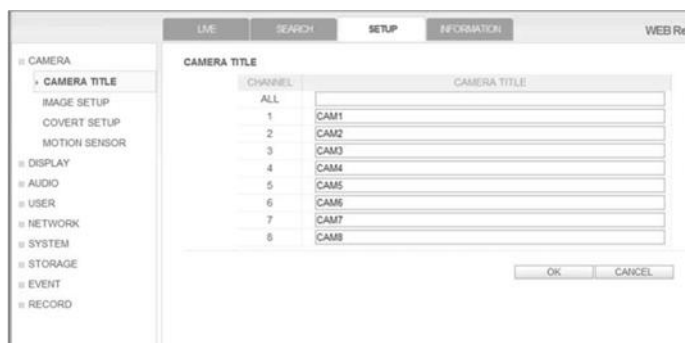 LIVE SEARCH SETUP INFORMATION WEB Re
CAMERA
CAMERA TITLE
IMAGE SETUP
COVERT SETUP
MOTION SENSOR
DISPLAY
AUDIO
USER
NETWORK
SYSTEM
STORAGE
EVENT
RECORD
CAMERA TITLE
CHANNEL CAMERA TITLE
ALL
1 CAM1
2 CAM2
3 CAM3
4 CAM4
5 CAM5
6 CAM6
7 CAM7
8 CAM8
OK CANCEL